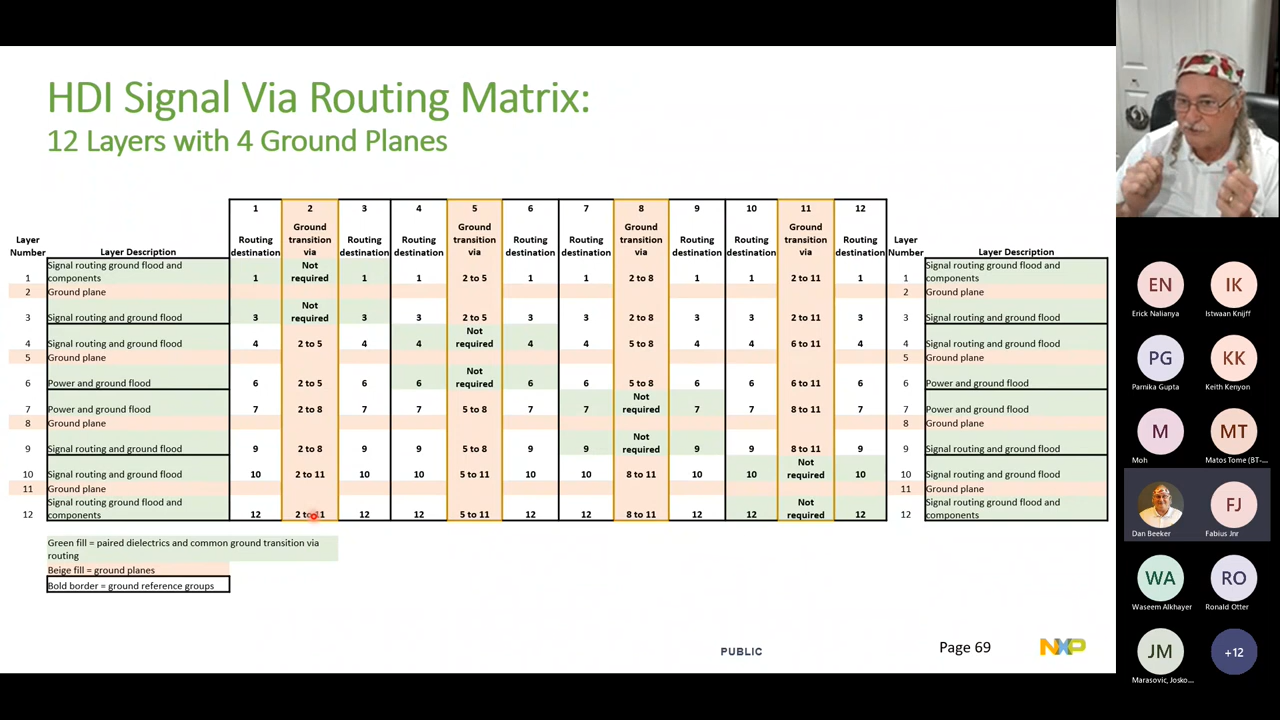 HDI Signal Via Routing Matrix:
12 Layers with 4 Ground Planes
1 2 3 4 5 6 7 8 9 10 11 12
Layer Number Layer Description Routing destination Ground transition via Routing destination Routing destination Ground transition via Routing destination Routing destination Ground transition via Routing destination Routing destination Ground transition via Routing destination Layer Number Layer Description
1 Signal routing ground flood and components 1 Not required 1 1 2 to 5 1 1 2 to 8 1 1 2 to 11 1 1 Signal routing ground flood and components
2 Ground plane 2 Ground plane
3 Signal routing and ground flood 3 Not required 3 3 2 to 5 3 3 2 to 8 3 3 2 to 11 3 3 Signal routing and ground flood
4 Signal routing and ground flood 4 2 to 5 4 4 Not required 4 4 5 to 8 4 4 6 to 11 4 4 Signal routing and ground flood
5 Ground plane 5 Ground plane
6 Power and ground flood 6 2 to 5 6 6 Not required 6 6 5 to 8 6 6 6 to 11 6 6 Power and ground flood
7 Power and ground flood 7 2 to 8 7 7 5 to 8 7 7 Not required 7 7 8 to 11 7 7 Power and ground flood
8 Ground plane 8 Ground plane
9 Signal routing and ground flood 9 2 to 8 9 9 5 to 8 9 9 Not required 9 9 8 to 11 9 9 Signal routing and ground flood
10 Signal routing and ground flood 10 2 to 11 10 10 5 to 11 10 10 8 to 11 10 10 Not required 10 10 Signal routing and ground flood
11 Ground plane 11 Ground plane
12 Signal routing ground flood and components 12 2 to 11 12 12 5 to 11 12 12 8 to 11 12 12 Not required 12 12 Signal routing ground flood and components
Green fill = paired dielectrics and common ground transition via
routing
Beige fill = ground planes
Bold border = ground reference groups
PUBLIC
Page 69
NXP
EN IK
Erick Nalianya Istwaan Knijff
PG KK
Parnika Gupta Keith Kenyon
M MT
Moh Matos Tome (BT-...
FJ
Dan Beeker Fabius Jnr
WA RO
Waseem Alkhayer Ronald Otter
JM +12
Marasovic, Josko...